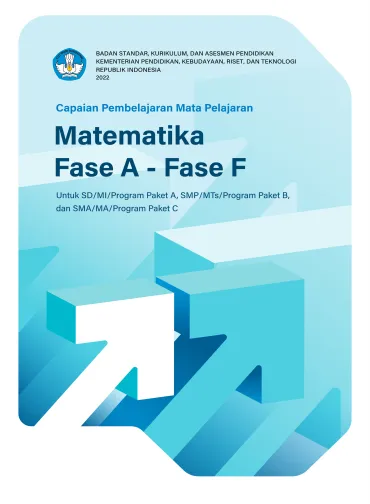 BADAN STANDAR, KURIKULUM, DAN ASESMEN PENDIDIKAN
KEMENTERIAN PENDIDIKAN, KEBUDAYAAN, RISET, DAN TEKNOLOGI
REPUBLIK INDONESIA
2022
Capaian Pembelajaran Mata Pelajaran
Matematika
Fase A - Fase F
Untuk SD/MI/Program Paket A, SMP/MTs/Program Paket B,
dan SMA/MA/Program Paket C